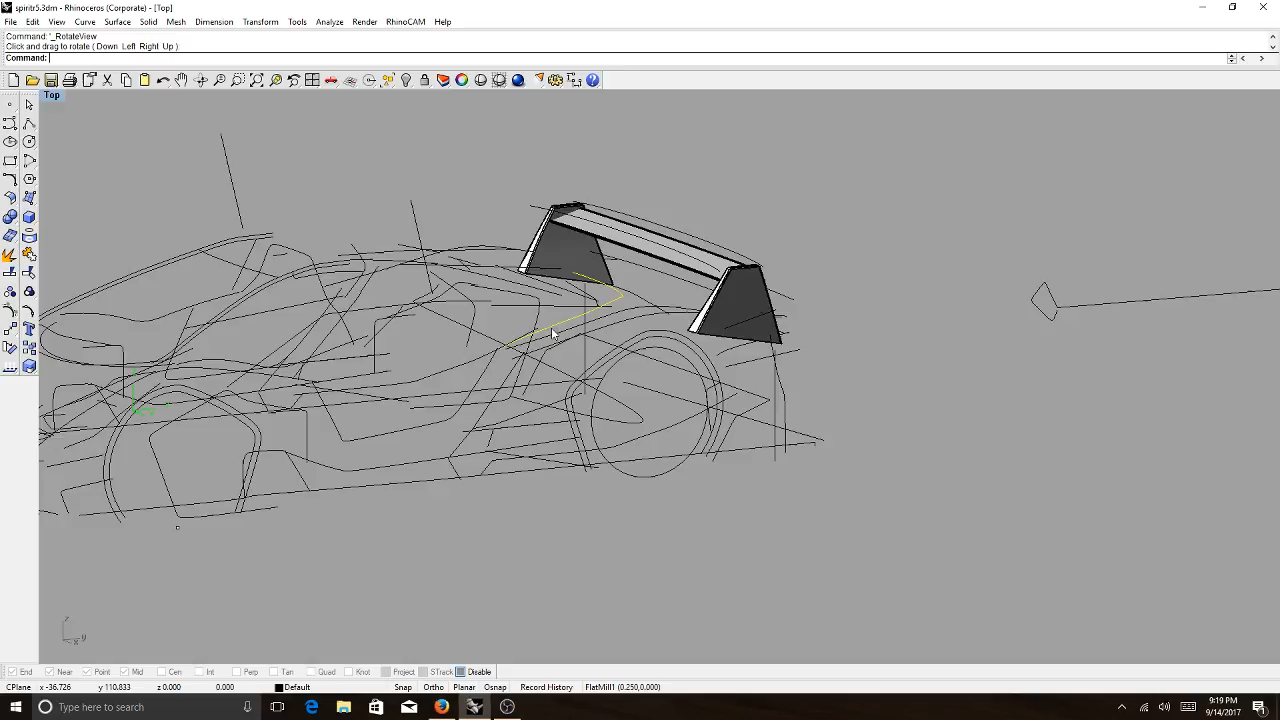 spiritr5.3dm - Rhinoceros (Corporate) - [Top]
File Edit View Curve Surface Solid Mesh Dimension Transform Tools Analyze Render RhinoCAM Help
Command: '_RotateView
Click and drag to rotate ( Down Left Right Up )
Command:
Top
z
x y
End Near Point Mid Cen Int Perp Tan Quad Knot Project STrack Disable
CPlane x -36.726 y 110.833 z 0.000 0.000 Default Snap Ortho Planar Osnap Record History FlatMill1 (0.250,0.000)
Type here to search
9:19 PM
9/14/2017